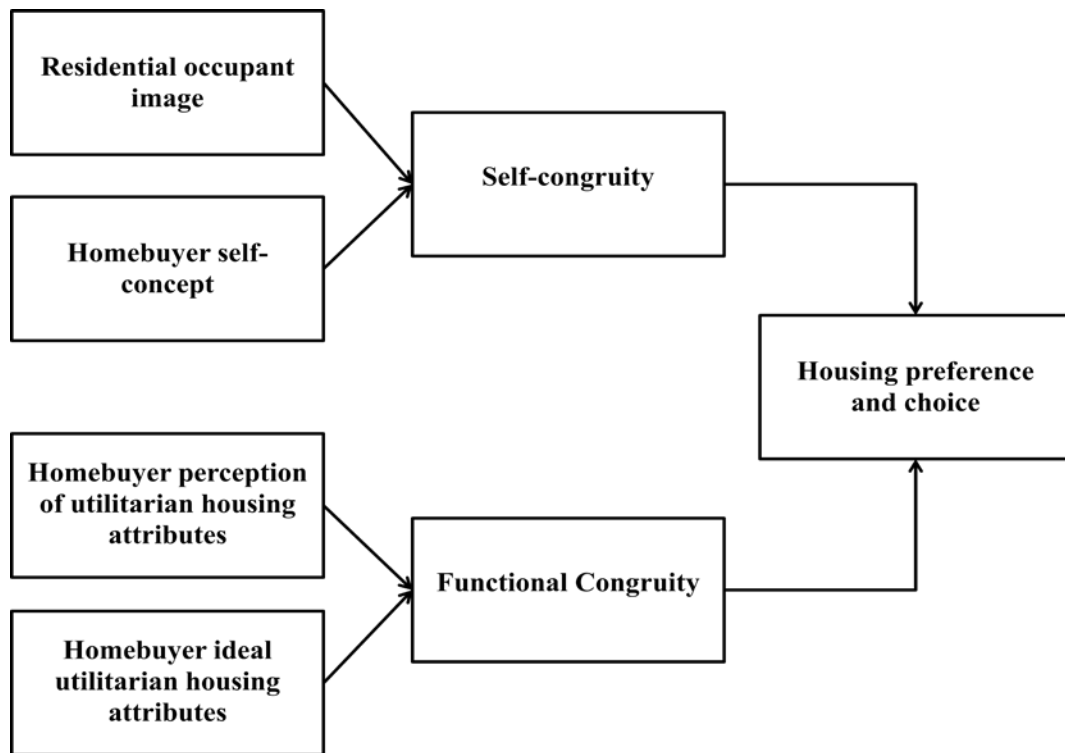 Residential occupant
image
Self-congruity
Homebuyer self-
concept
Housing preference
and choice
Homebuyer perception
of utilitarian housing
attributes
Functional Congruity
Homebuyer ideal
utilitarian housing
attributes